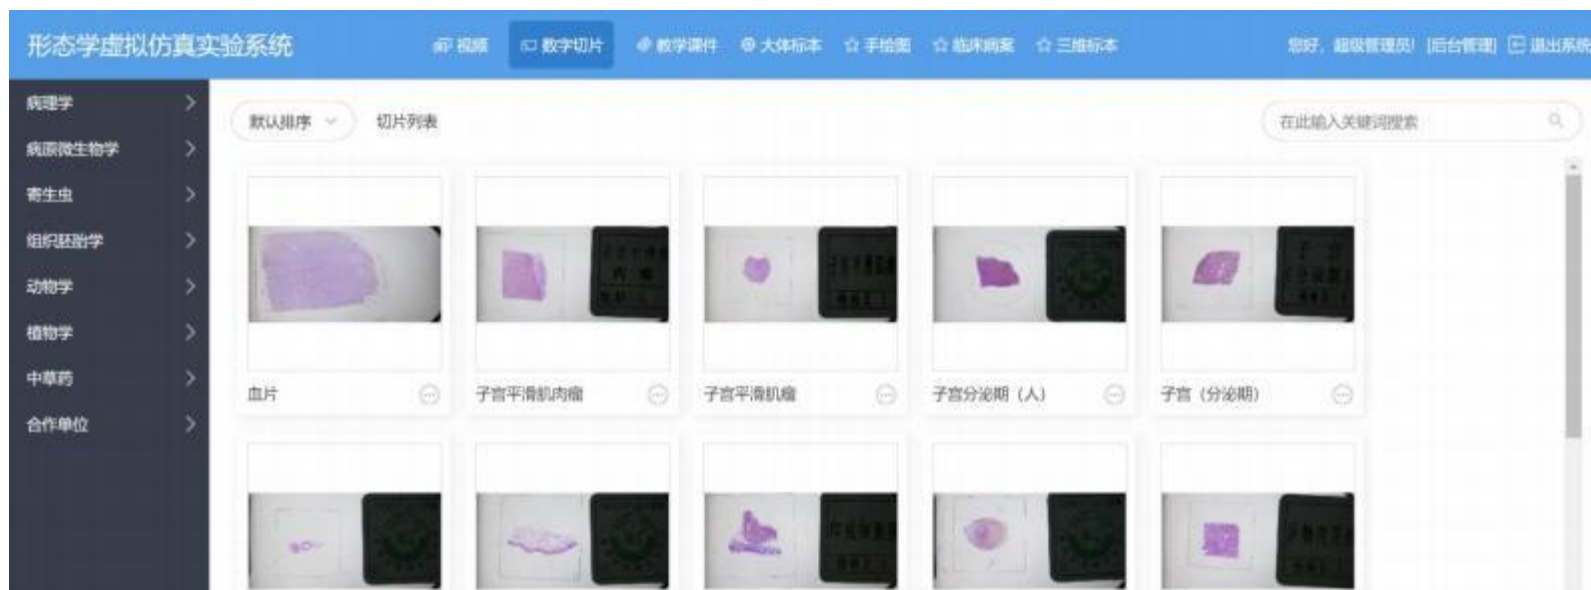 形态学虚拟仿真实验系统 视频 数字切片 教学课件 大体标本 手绘图 临床病案 三维标本 您好，超级管理员! [后台管理] 退出系统
病理学
病原微生物学
寄生虫
组织胚胎学
动物学
植物学
中草药
合作单位
默认排序 切片列表 在此输入关键词搜索
血片 子宫平滑肌肉瘤 子宫平滑肌瘤 子宫分泌期（人） 子宫（分泌期）